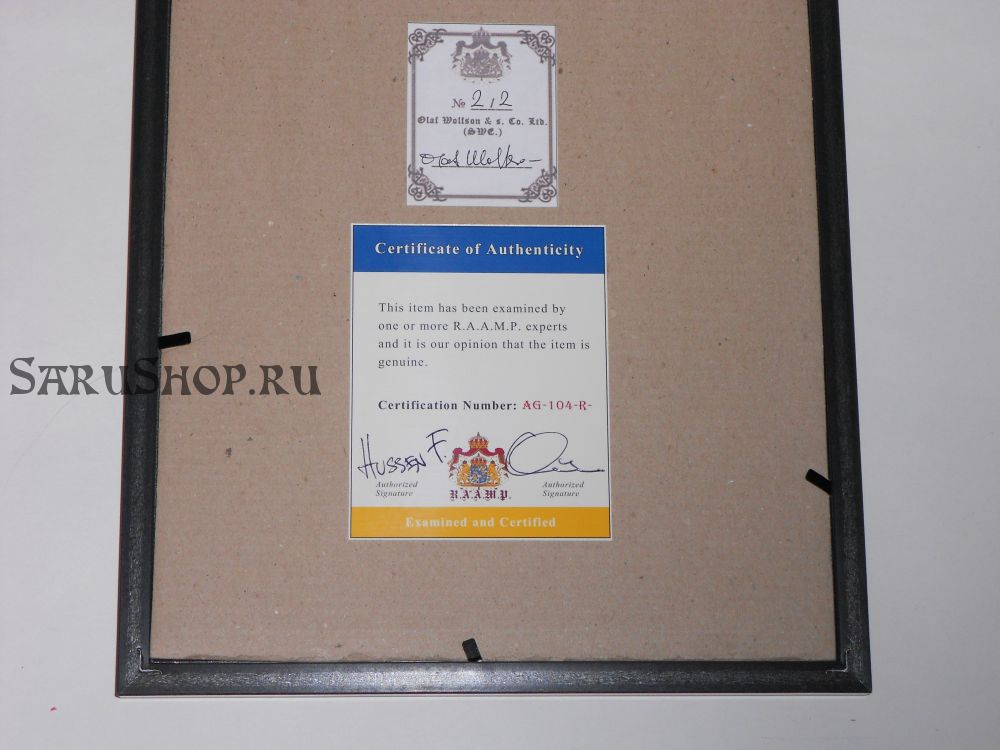 № 212
Olaf Wolfson & s. Co. Ltd.
(SWE.)
Certificate of Authenticity
This item has been examined by
one or more R.A.A.M.P. experts
and it is our opinion that the item is
genuine.
SARUSHOP.RU
Certification Number: AG-104-R-
HUSSEN F.
Authorized
Signature
R.A.A.M.P.
Authorized
Signature
Examined and Certified